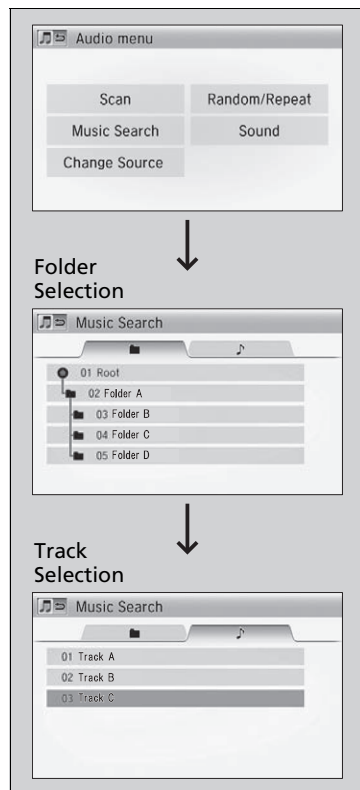 Audio menu
Scan Random/Repeat
Music Search Sound
Change Source
Folder
Selection
Music Search
01 Root
02 Folder A
03 Folder B
04 Folder C
05 Folder D
Track
Selection
Music Search
01 Track A
02 Track B
03 Track C